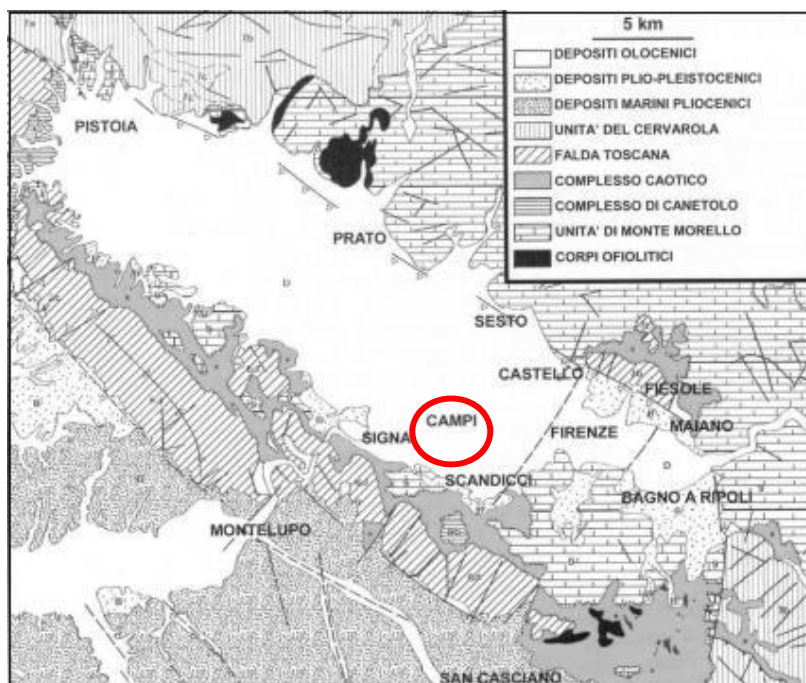 5 km
DEPOSITI OLOCENICI
DEPOSITI PLIO-PLEISTOCENICI
DEPOSITI MARINI PLIOCENICI
UNITA' DEL CERVAROLA
FALDA TOSCANA
COMPLESSO CAOTICO
COMPLESSO DI CANETOLO
UNITA' DI MONTE MORELLO
CORPI OFIOLITICI
PISTOIA
PRATO
SESTO
CASTELLO
FIESOLE
CAMPI
MAIANO
SIGNA
FIRENZE
SCANDICCI
BAGNO A RIPOLI
MONTELUPO
SAN CASCIANO